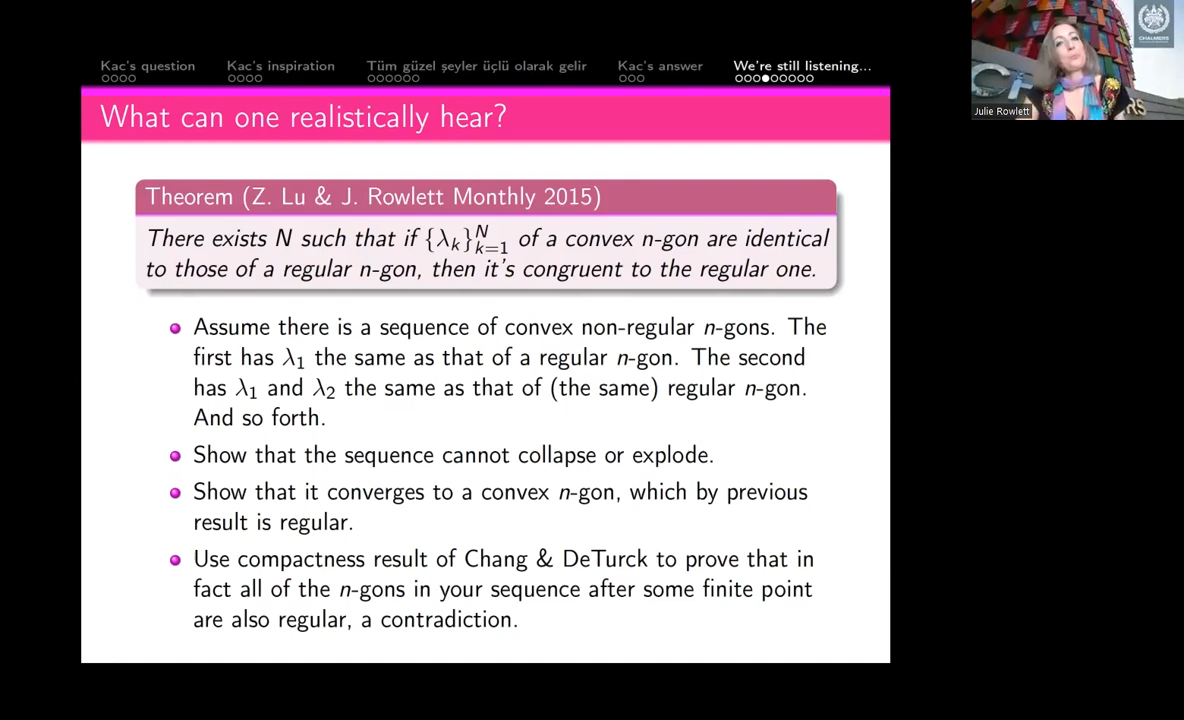 Kac's question
Kac's inspiration
Tüm güzel şeyler üçlü olarak gelir
Kac's answer
We're still listening...
What can one realistically hear?
Theorem (Z. Lu & J. Rowlett Monthly 2015)
There exists N such that if {λₖ}ᴺₖ₌₁ of a convex n-gon are identical
to those of a regular n-gon, then it's congruent to the regular one.
Assume there is a sequence of convex non-regular n-gons. The
first has λ₁ the same as that of a regular n-gon. The second
has λ₁ and λ₂ the same as that of (the same) regular n-gon.
And so forth.
Show that the sequence cannot collapse or explode.
Show that it converges to a convex n-gon, which by previous
result is regular.
Use compactness result of Chang & DeTurck to prove that in
fact all of the n-gons in your sequence after some finite point
are also regular, a contradiction.
CHALMERS
Julie Rowlett